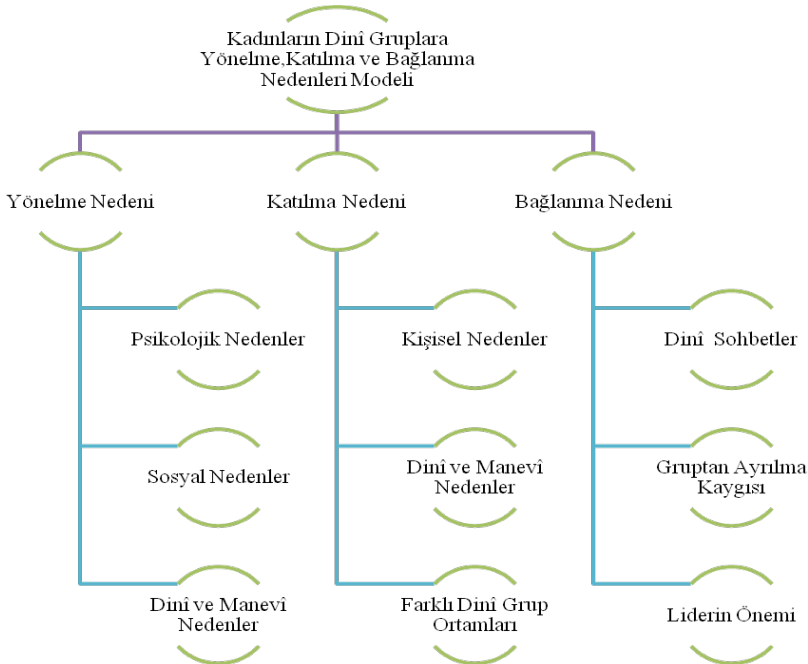 Kadınların Dinî Gruplara
Yönelme,Katılma ve Bağlanma
Nedenleri Modeli
Yönelme Nedeni
Katılma Nedeni
Bağlanma Nedeni
Psikolojik Nedenler
Kişisel Nedenler
Dinî Sohbetler
Sosyal Nedenler
Dinî ve Manevî
Nedenler
Gruptan Ayrılma
Kaygısı
Dinî ve Manevî
Nedenler
Farklı Dinî Grup
Ortamları
Liderin Önemi